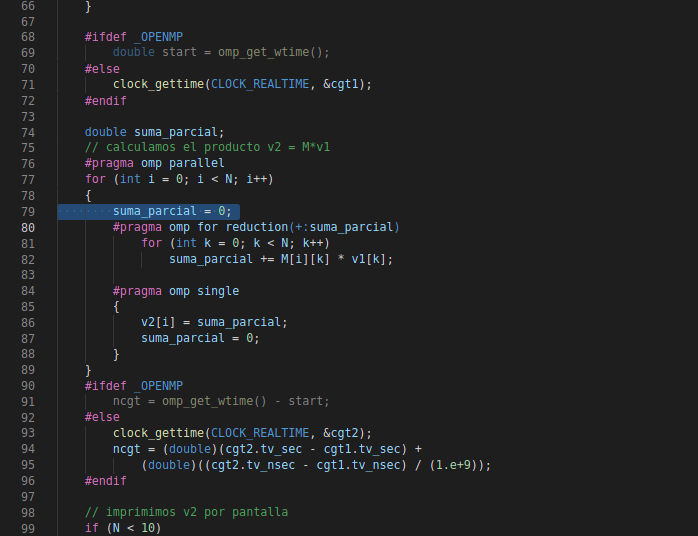 66 }
67
68 #ifdef _OPENMP
69 double start = omp_get_wtime();
70 #else
71 clock_gettime(CLOCK_REALTIME, &cgt1);
72 #endif
73
74 double suma_parcial;
75 // calculamos el producto v2 = M*v1
76 #pragma omp parallel
77 for (int i = 0; i < N; i++)
78 {
79 suma_parcial = 0;
80 #pragma omp for reduction(+:suma_parcial)
81 for (int k = 0; k < N; k++)
82 suma_parcial += M[i][k] * v1[k];
83
84 #pragma omp single
85 {
86 v2[i] = suma_parcial;
87 suma_parcial = 0;
88 }
89 }
90 #ifdef _OPENMP
91 ncgt = omp_get_wtime() - start;
92 #else
93 clock_gettime(CLOCK_REALTIME, &cgt2);
94 ncgt = (double)(cgt2.tv_sec - cgt1.tv_sec) +
95 (double)((cgt2.tv_nsec - cgt1.tv_nsec) / (1.e+9));
96 #endif
97
98 // imprimimos v2 por pantalla
99 if (N < 10)